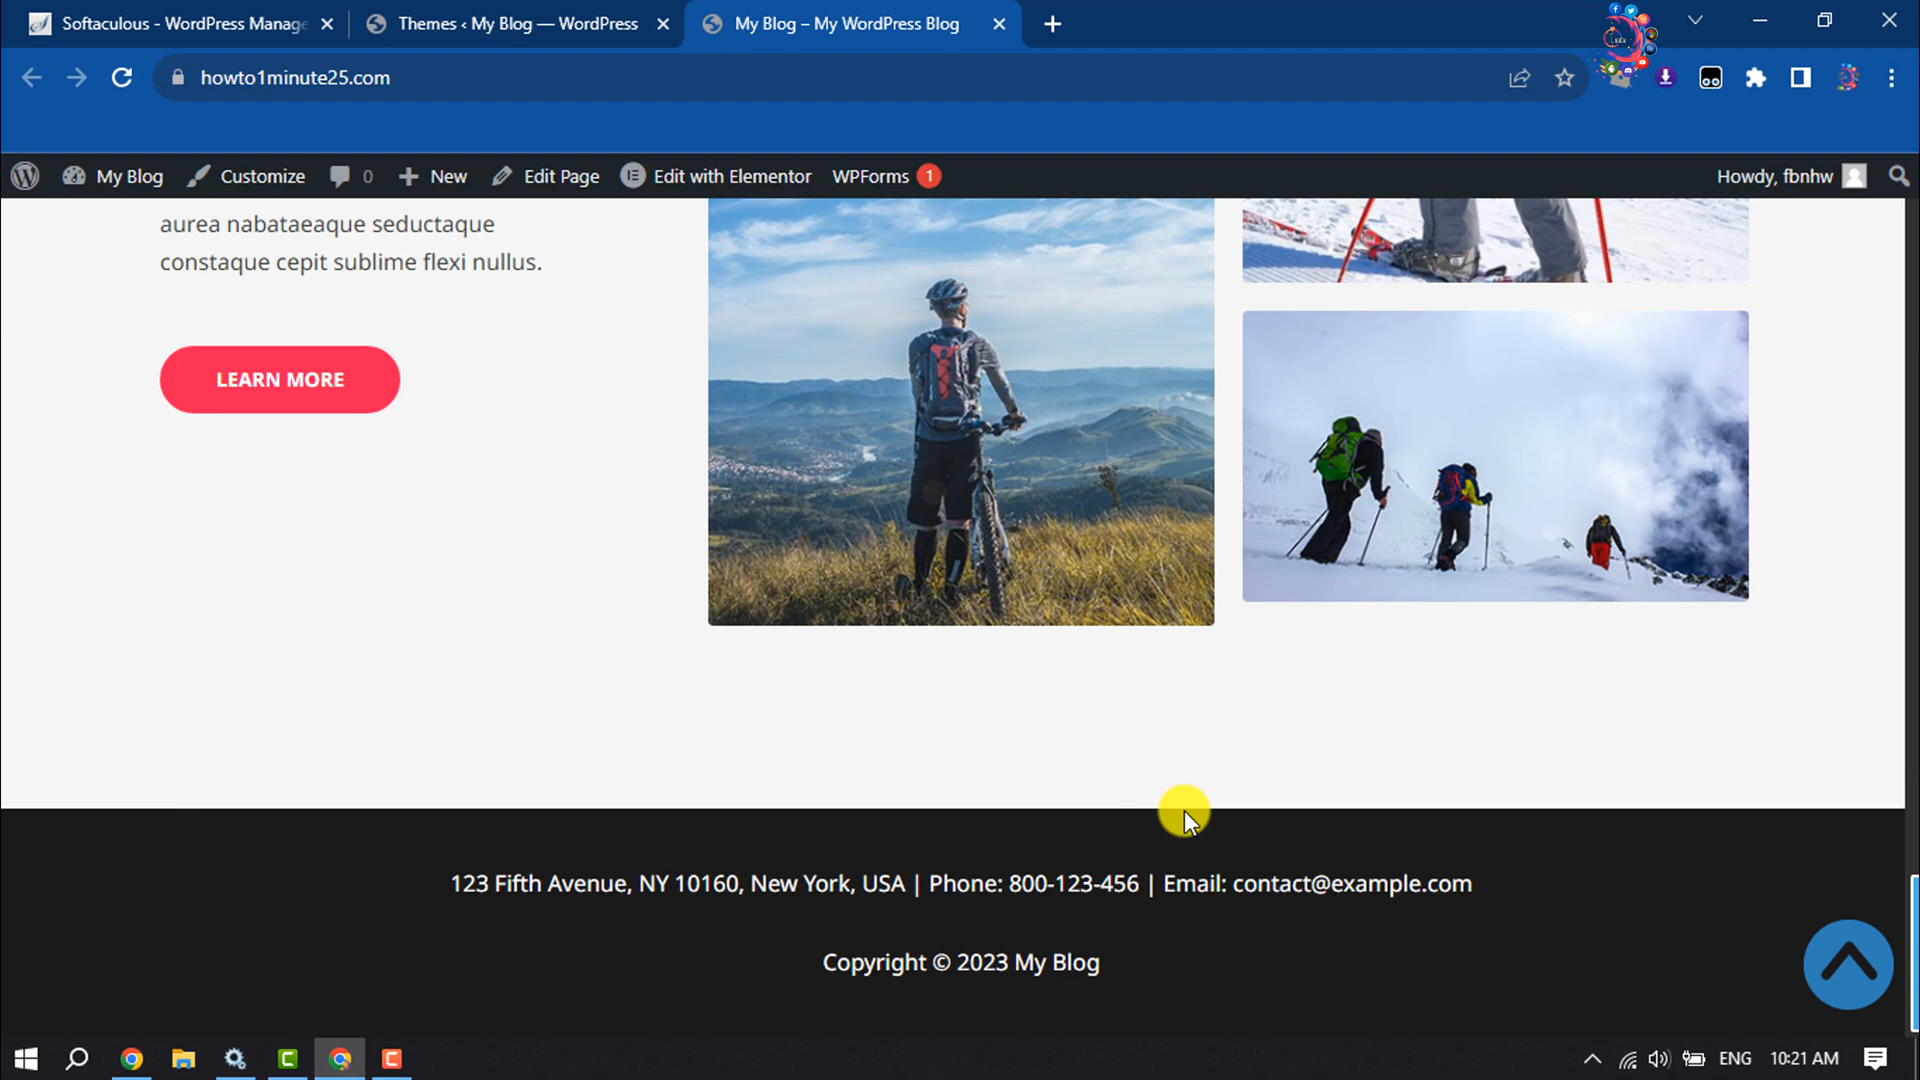 Softaculous - WordPress Manage
Themes ‹ My Blog — WordPress
My Blog – My WordPress Blog
howto1minute25.com
My Blog
Customize
0
New
Edit Page
Edit with Elementor
WPForms 1
Howdy, fbnhw
aurea nabataeaque seductaque
constaque cepit sublime flexi nullus.
LEARN MORE
123 Fifth Avenue, NY 10160, New York, USA | Phone: 800-123-456 | Email: contact@example.com
Copyright © 2023 My Blog
ENG
10:21 AM